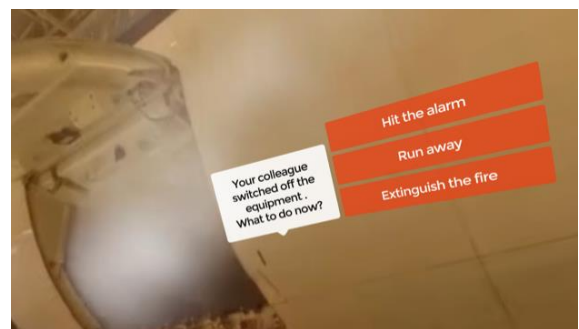 Your colleague
switched off the
equipment .
What to do now?
Hit the alarm
Run away
Extinguish the fire